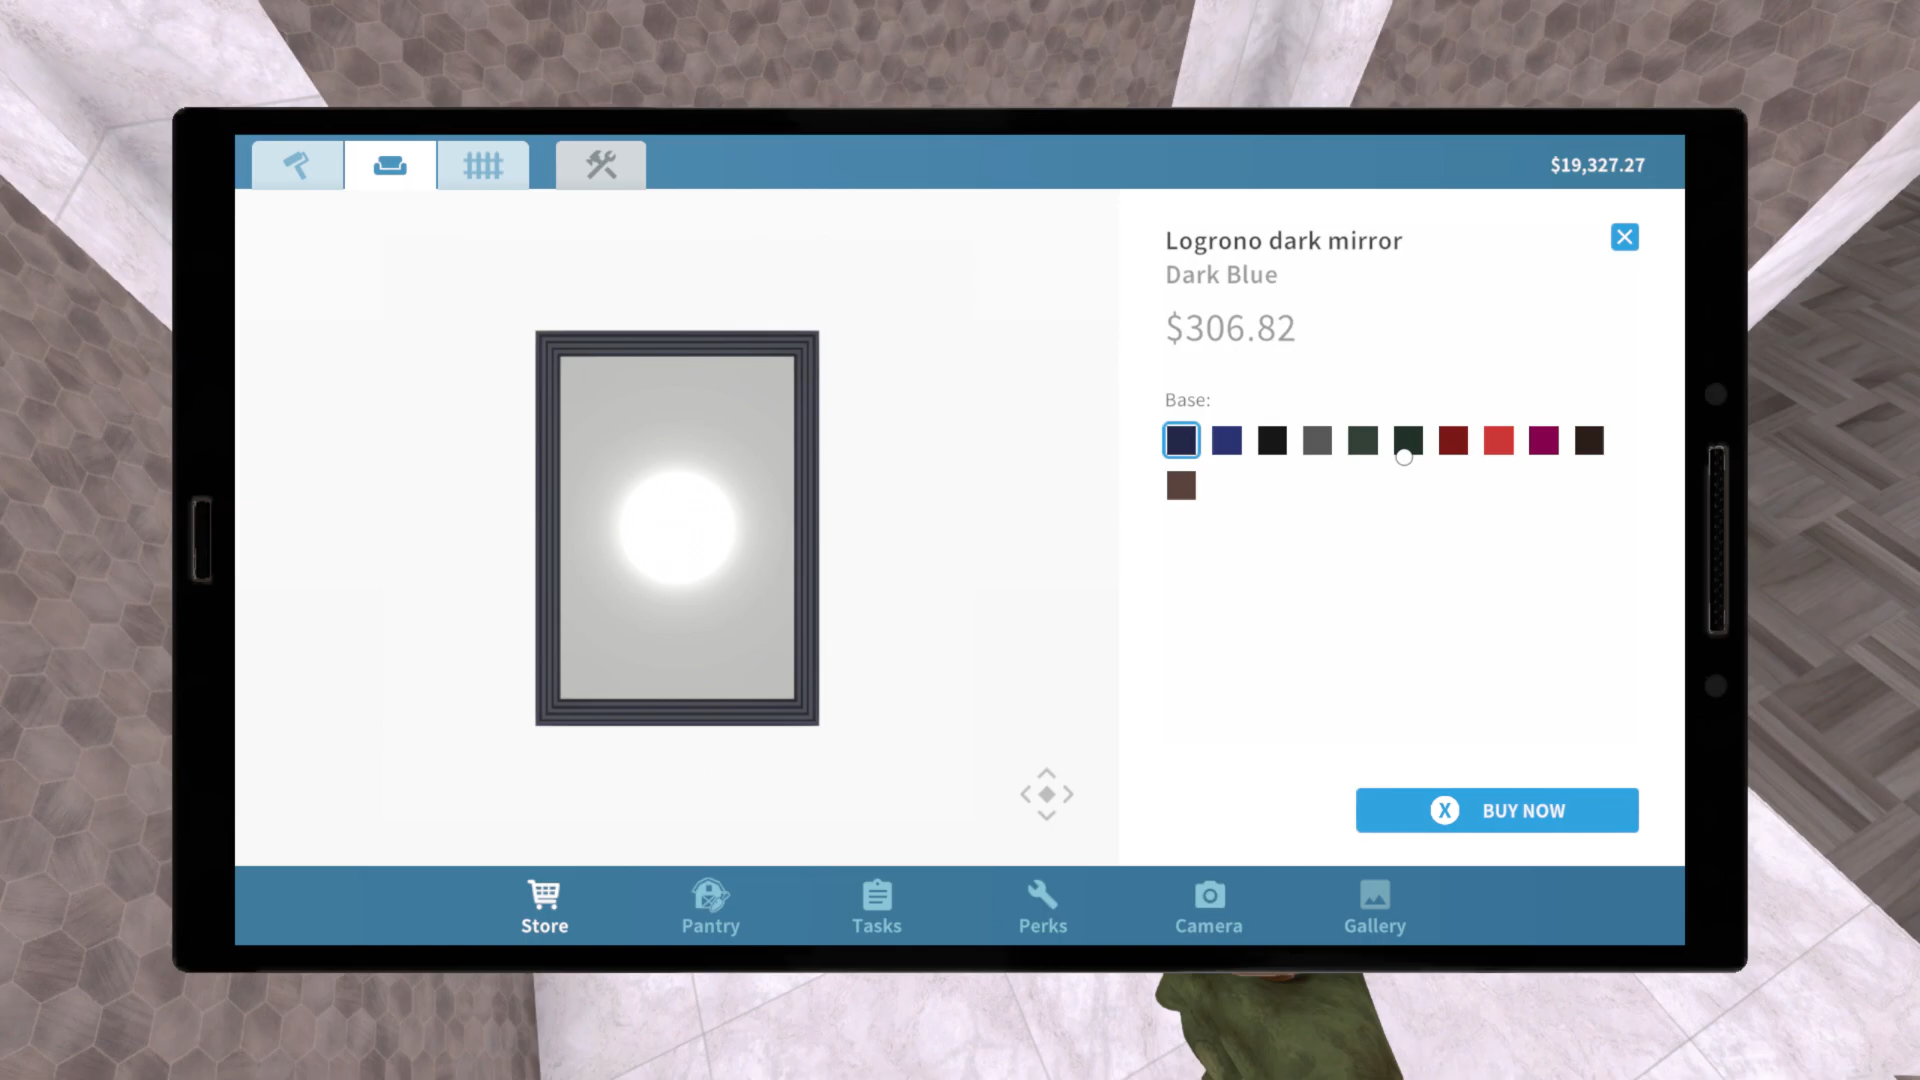 $19,327.27
Logrono dark mirror
Dark Blue
$306.82
Base:
X BUY NOW
Store
Pantry
Tasks
Perks
Camera
Gallery